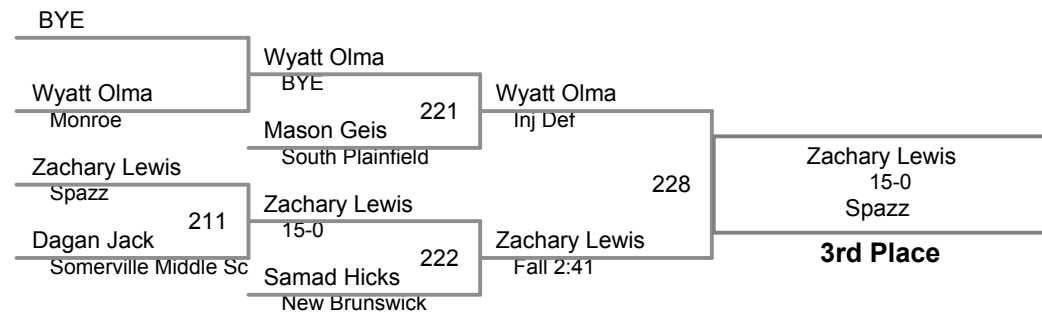 BYE
Wyatt Olma
Monroe
Zachary Lewis
Spazz
211
Dagan Jack
Somerville Middle Sc
Wyatt Olma
BYE
221
Mason Geis
South Plainfield
Zachary Lewis
15-0
222
Samad Hicks
New Brunswick
Wyatt Olma
Inj Def
228
Zachary Lewis
Fall 2:41
Zachary Lewis
15-0
Spazz
3rd Place